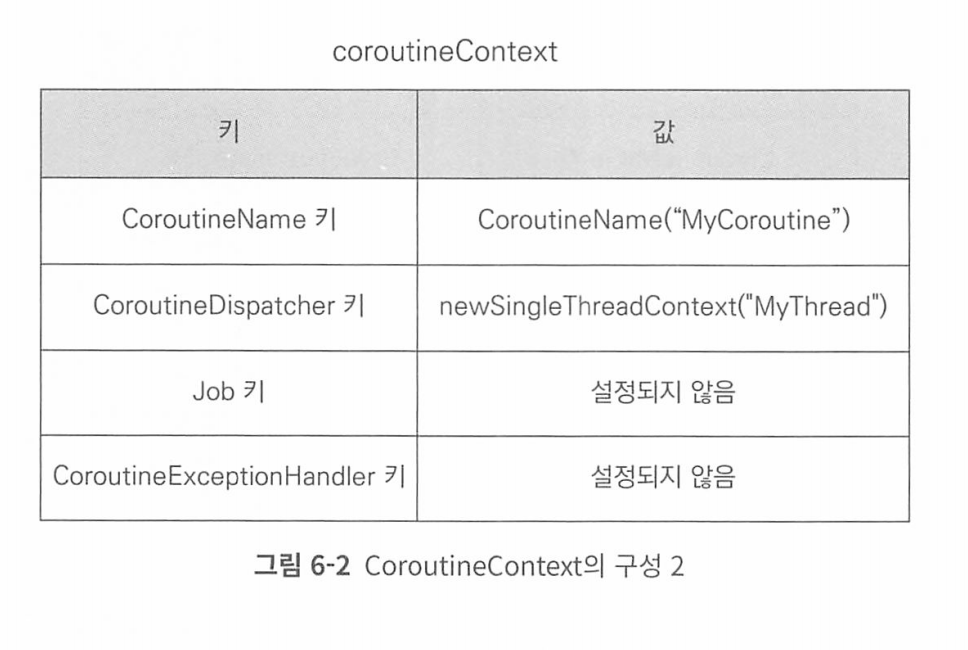 coroutineContext
키 값
CoroutineName 키 CoroutineName(“MyCoroutine”)
CoroutineDispatcher 키 newSingleThreadContext("MyThread")
Job 키 설정되지 않음
CoroutineExceptionHandler 키 설정되지 않음
그림 6-2 CoroutineContext의 구성 2